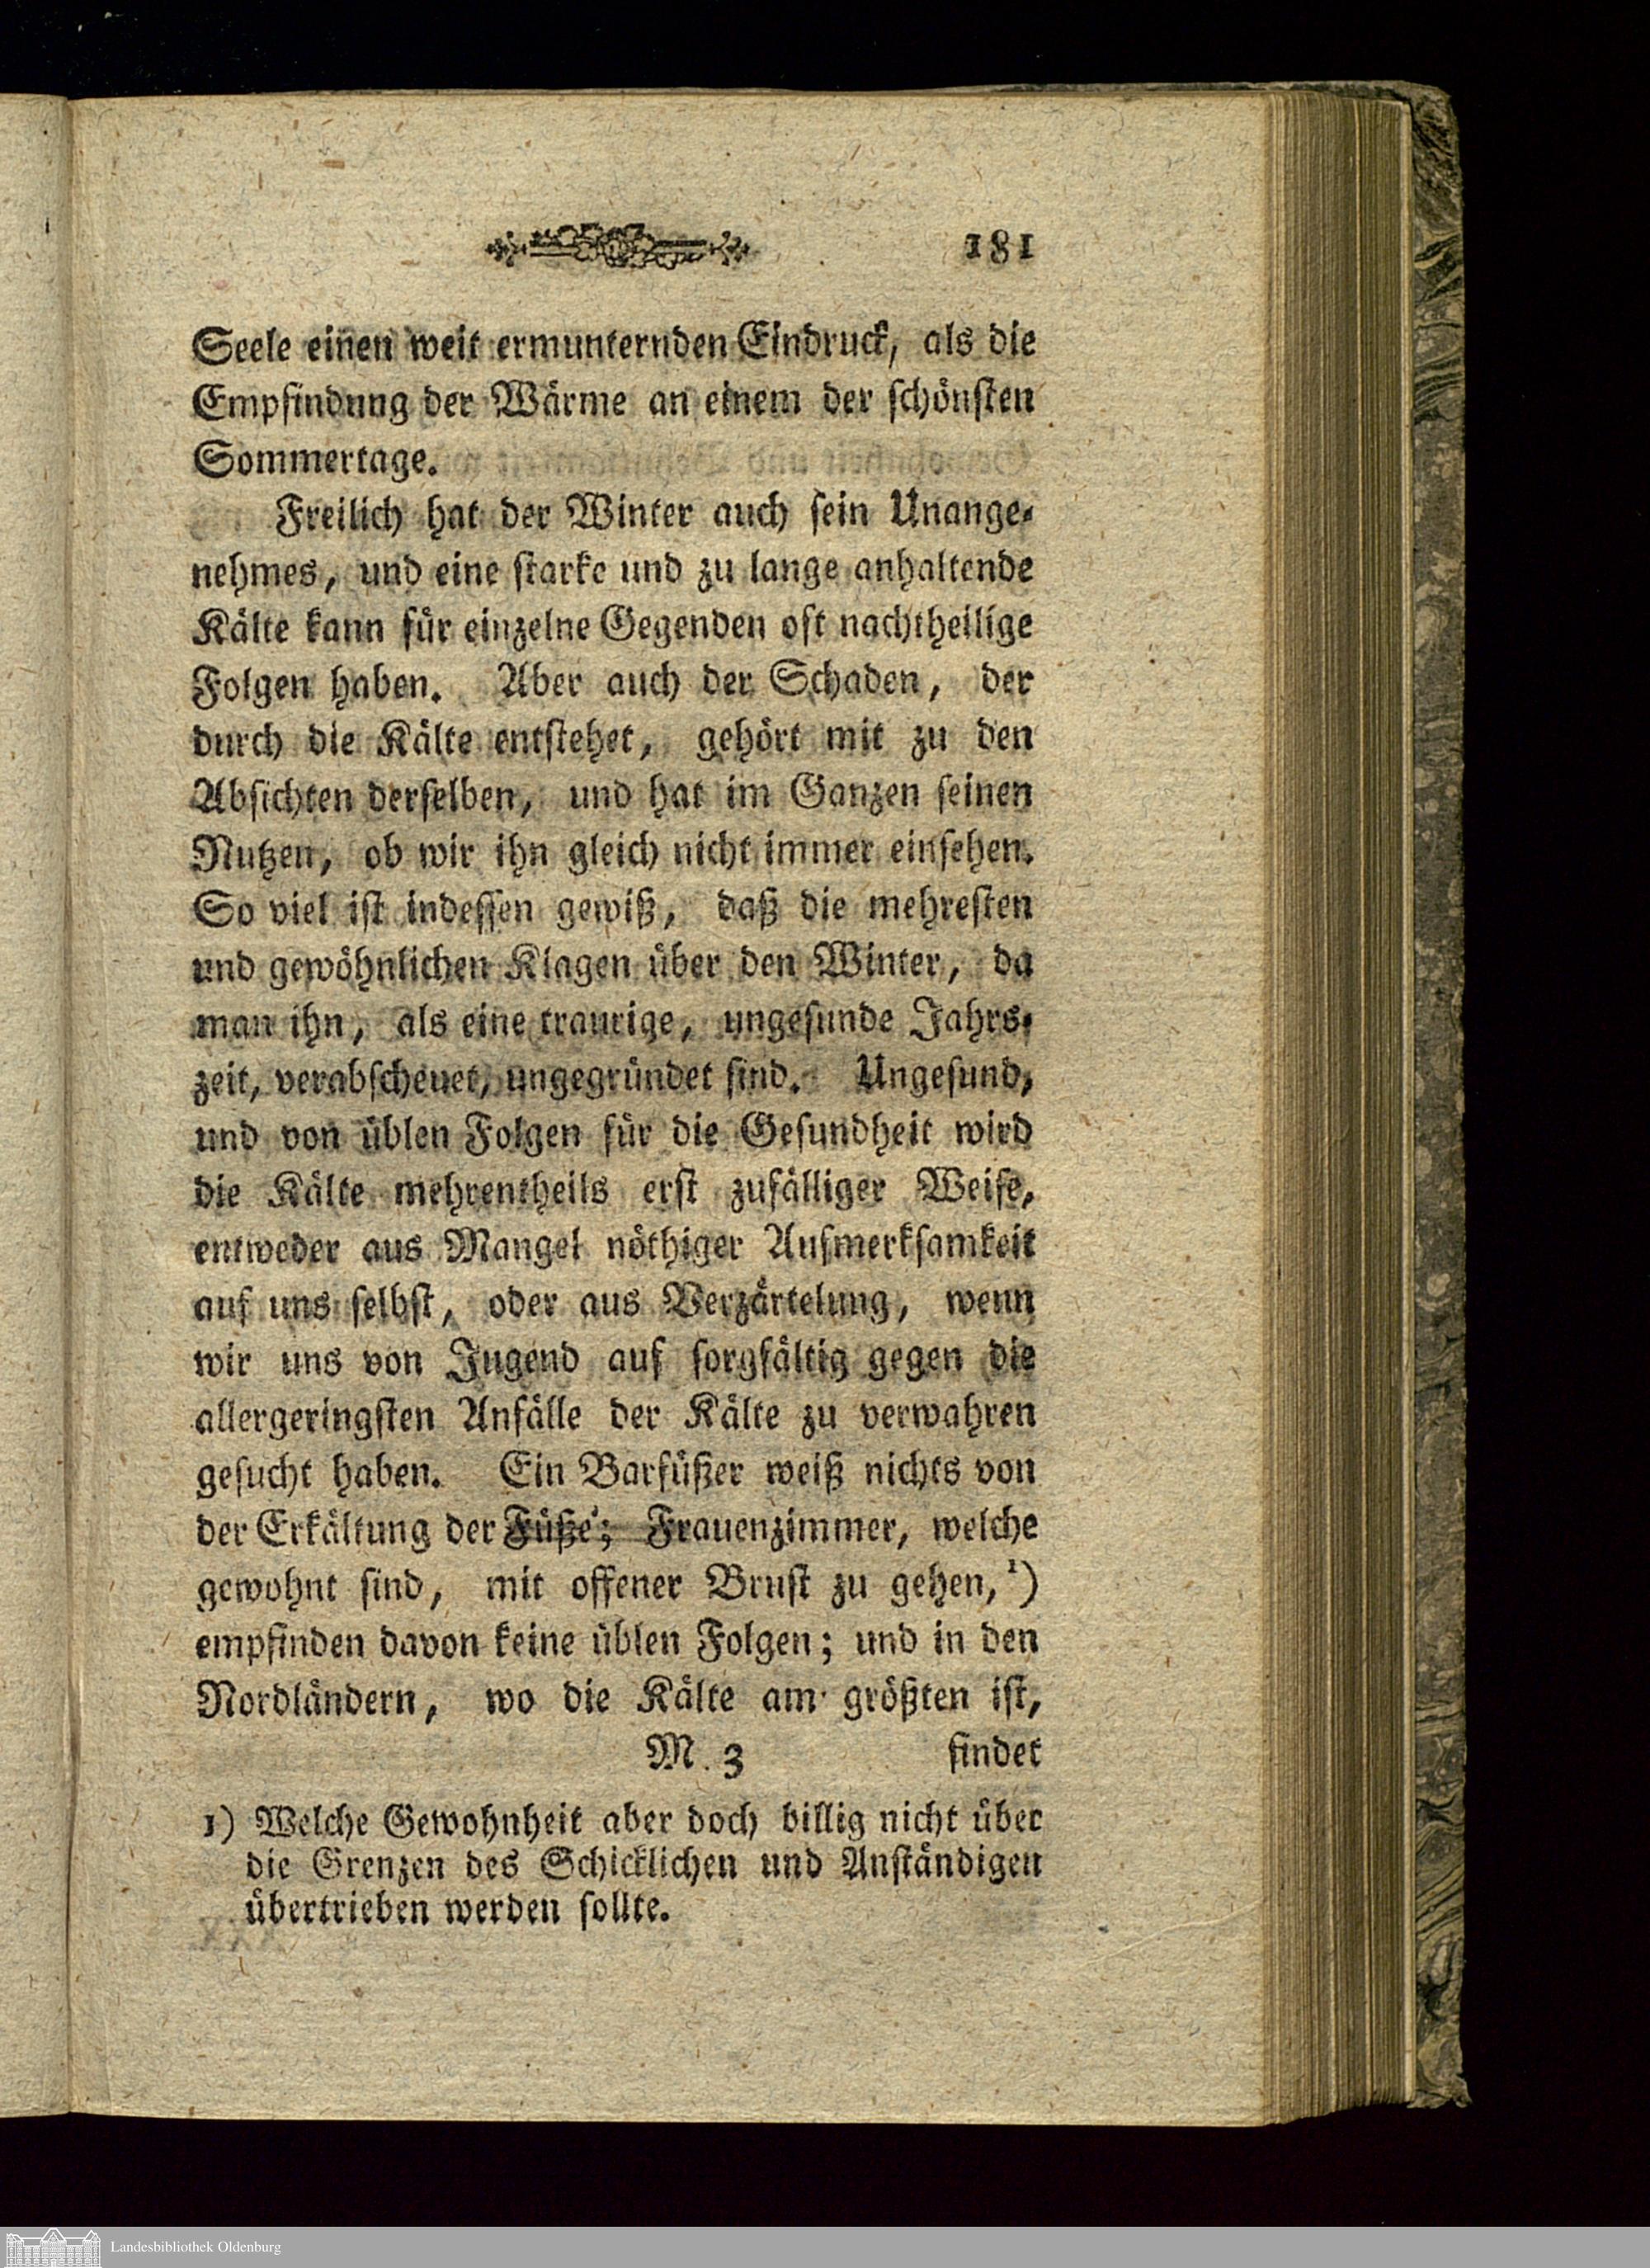 181
Seele einen weit ermunternden Eindruck, als die
Empfindung der Wärme an einem der schönsten
Sommertage.
Freilich hat der Winter auch sein Unange-
nehmes, und eine starke und zu lange anhaltende
Kälte kann für einzelne Gegenden oft nachtheilige
Folgen haben. Aber auch der Schaden, der
durch die Kälte entstehet, gehört mit zu den
Absichten derselben, und hat im Ganzen seinen
Nutzen, ob wir ihn gleich nicht immer einsehen.
So viel ist indessen gewiß, daß die mehresten
und gewöhnlichen Klagen über den Winter, da
man ihn, als eine traurige, ungesunde Jahrs-
zeit, verabscheuet, ungegründet sind. Ungesund,
und von üblen Folgen für die Gesundheit wird
die Kälte mehrentheils erst zufälliger Weise,
entweder aus Mangel nöthiger Aufmerksamkeit
auf uns selbst, oder aus Verzärtelung, wenn
wir uns von Jugend auf sorgfältig gegen die
allergeringsten Anfälle der Kälte zu verwahren
gesucht haben. Ein Barfüßer weiß nichts von
der Erkältung der Füße; Frauenzimmer, welche
gewohnt sind, mit offener Brust zu gehen, ¹)
empfinden davon keine üblen Folgen; und in den
Nordländern, wo die Kälte am größten ist,
M 3 findet
1) Welche Gewohnheit aber doch billig nicht über
die Grenzen des Schicklichen und Anständigen
übertrieben werden sollte.
Landesbibliothek Oldenburg